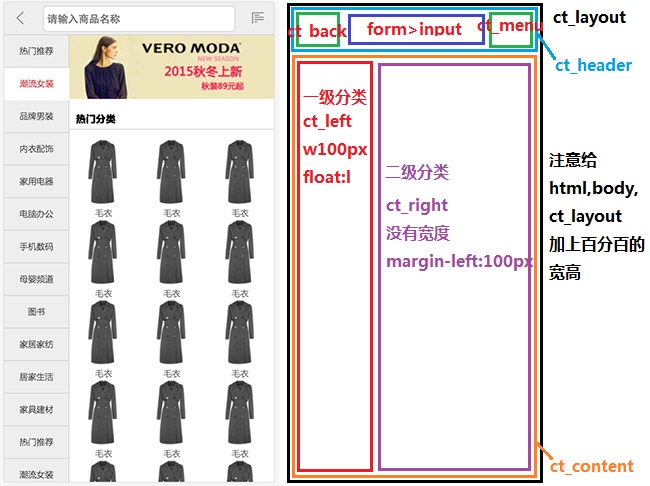 请输入商品名称
热门推荐
潮流女装
品牌男装
内衣配饰
家用电器
电脑办公
手机数码
母婴频道
图书
家居家纺
居家生活
家具建材
热门推荐
潮流女装
VERO MODA
NEW SEASON
2015秋冬上新
秋装89元起
热门分类
毛衣 毛衣 毛衣
毛衣 毛衣 毛衣
毛衣 毛衣 毛衣
毛衣 毛衣 毛衣
ct_back
form>input
ct_menu
ct_layout
ct_header
一级分类
ct_left
w100px
float:l
二级分类
ct_right
没有宽度
margin-left:100px
注意给
html,body,
ct_layout
加上百分百的
宽高
ct_content